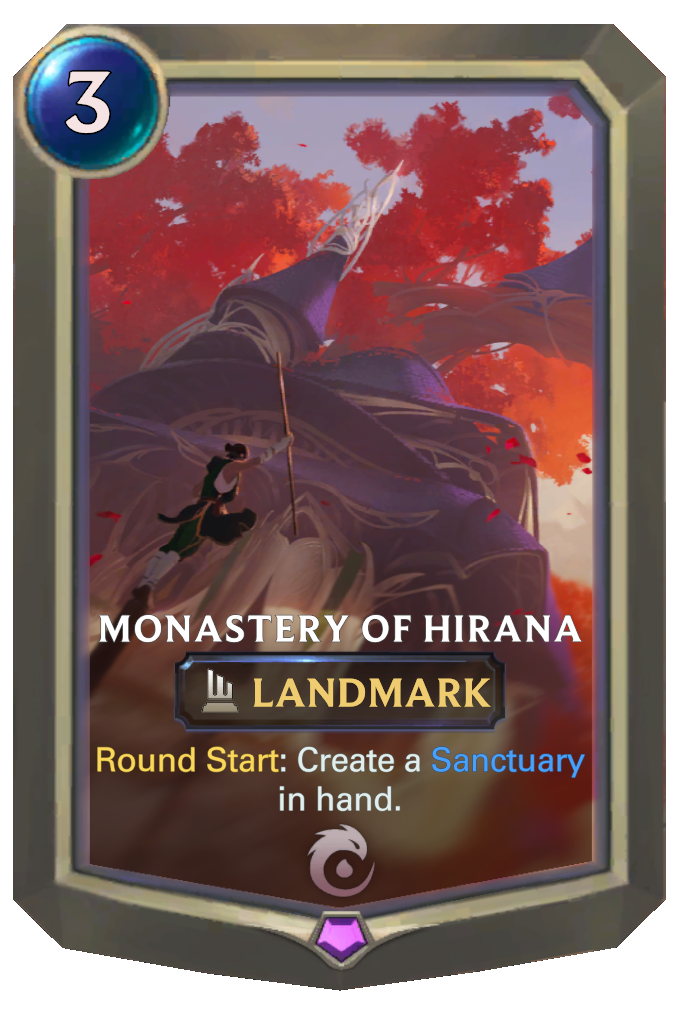 3
MONASTERY OF HIRANA
LANDMARK
Round Start: Create a Sanctuary
in hand.